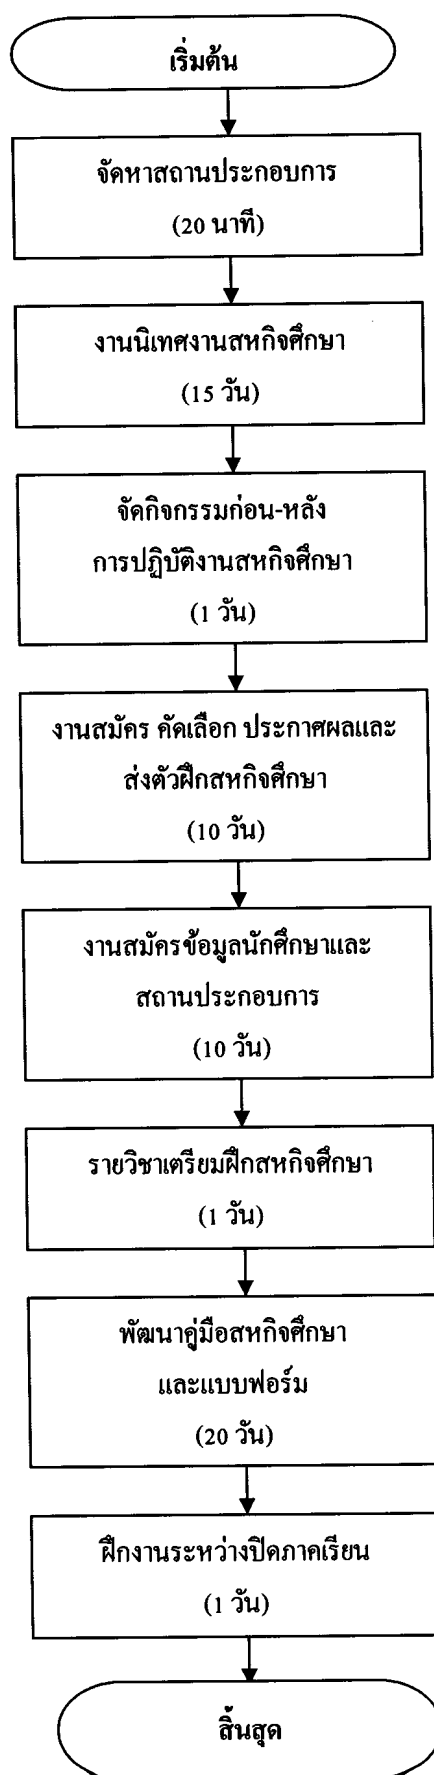 เริ่มต้น
จัดหาสถานประกอบการ
(20 นาที)
งานนิเทศงานสหกิจศึกษา
(15 วัน)
จัดกิจกรรมก่อน-หลัง
การปฏิบัติงานสหกิจศึกษา
(1 วัน)
งานสมัคร คัดเลือก ประกาศผลและ
ส่งตัวฝึกสหกิจศึกษา
(10 วัน)
งานสมัครข้อมูลนักศึกษาและ
สถานประกอบการ
(10 วัน)
รายวิชาเตรียมฝึกสหกิจศึกษา
(1 วัน)
พัฒนาคู่มือสหกิจศึกษา
และแบบฟอร์ม
(20 วัน)
ฝึกงานระหว่างปิดภาคเรียน
(1 วัน)
สิ้นสุด